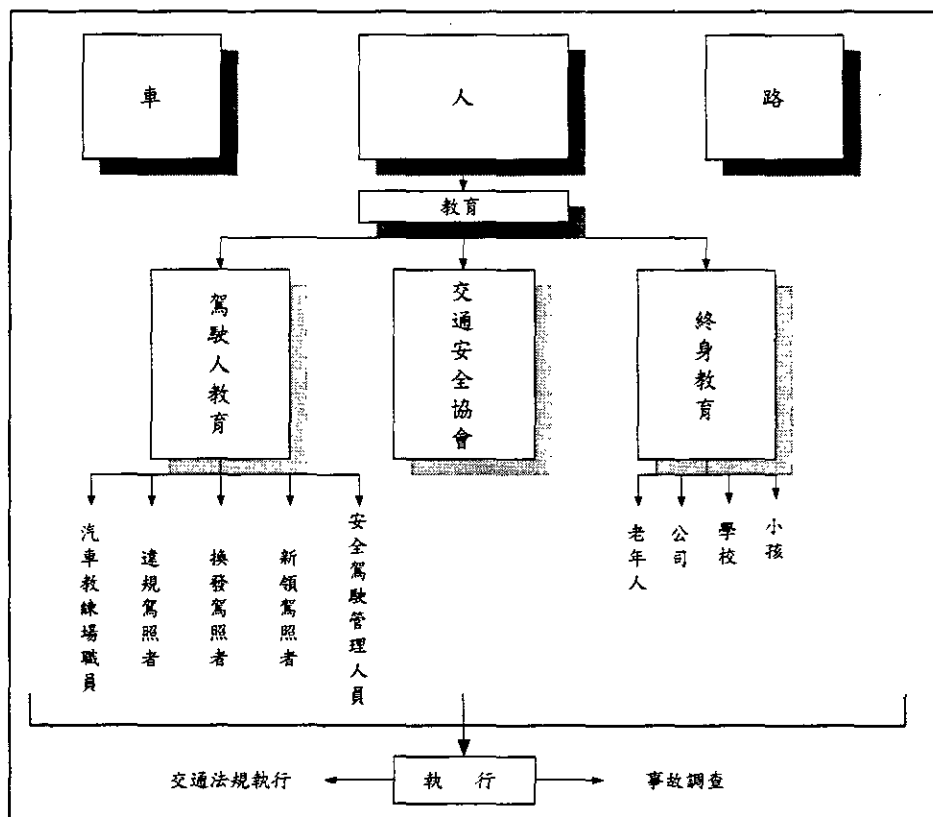 車
人
路
教育
駕駛人教育
交通安全協會
終身教育
汽車教練場職員
違規駕照者
換發駕照者
新領駕照者
安全駕駛管理人員
老年人
公司
學校
小孩
交通法規執行
執 行
事故調查